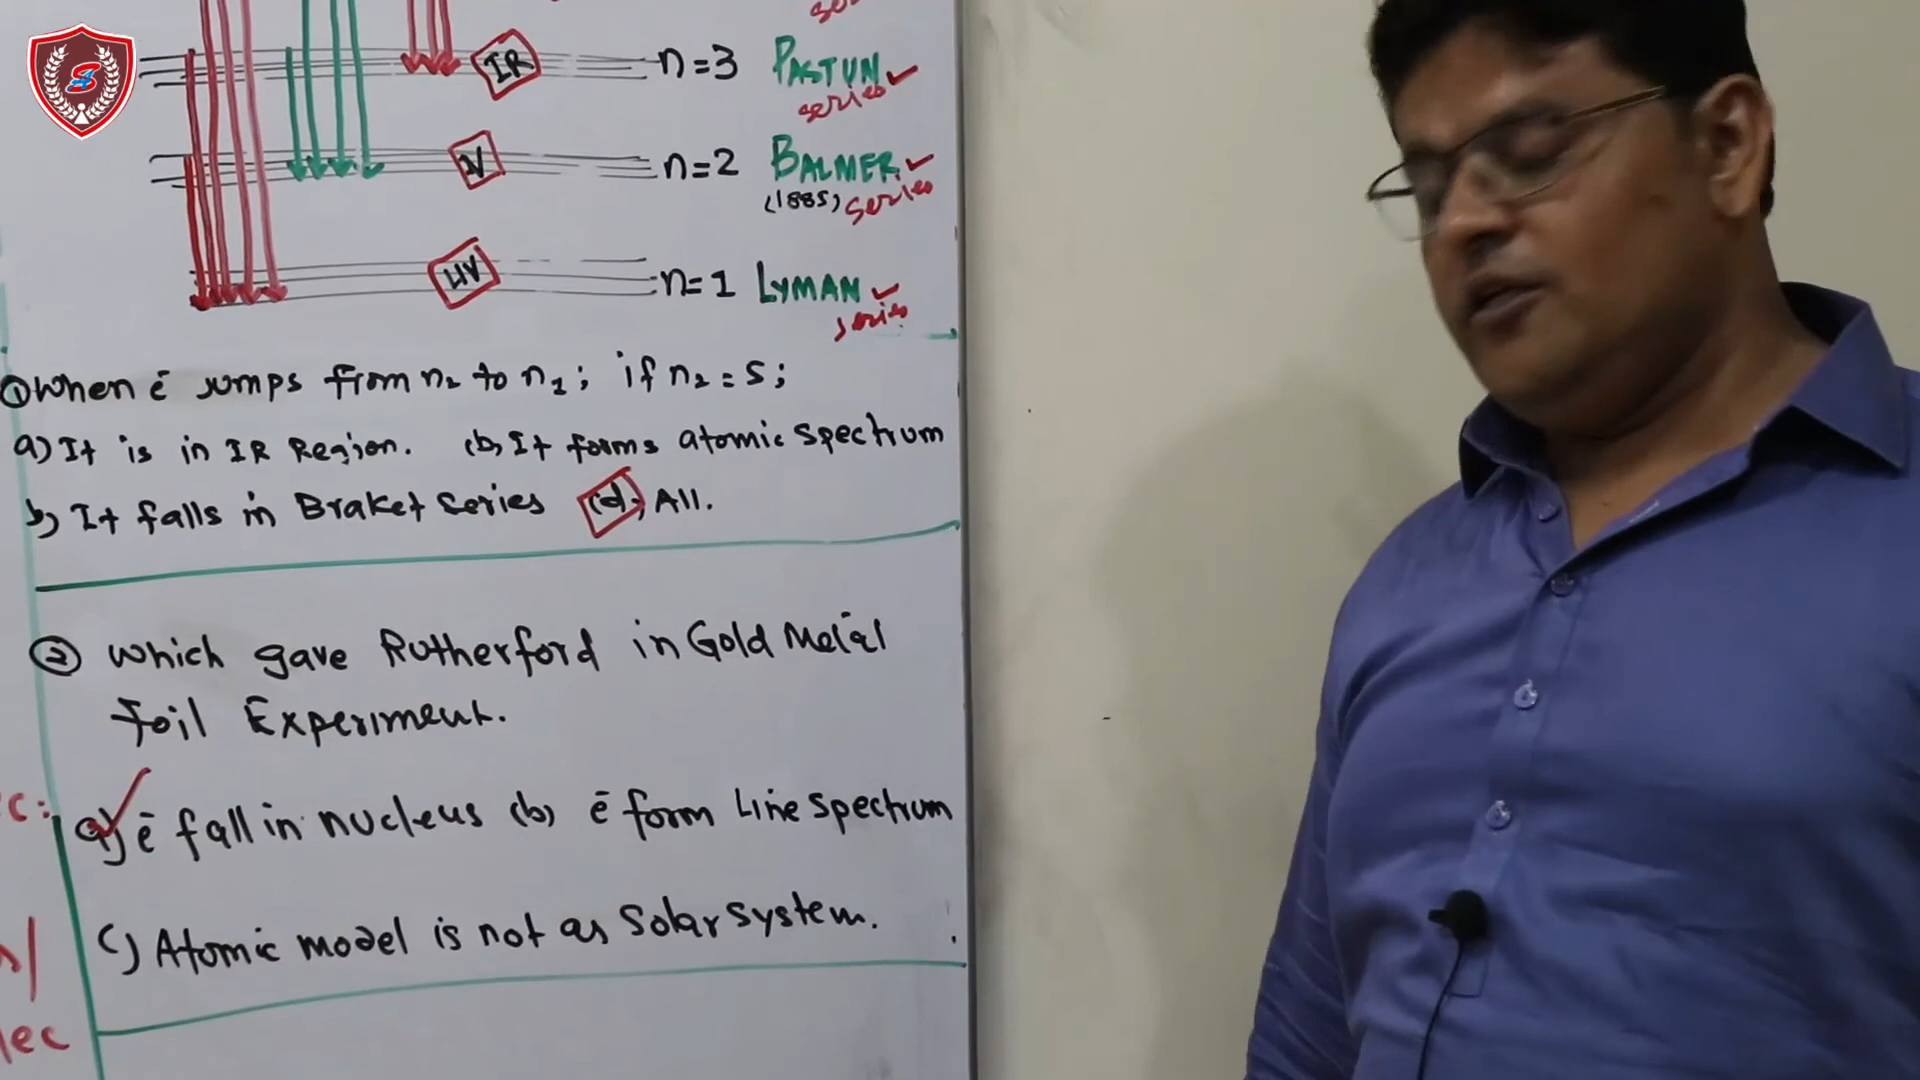 IR n=3 PASTUN
series
V n=2 BALMER
(1885) series
UV n=1 LYMAN
series
① when ē jumps from n₂ to n₁; if n₂ = 5;
a) It is in IR Region. (b) It forms atomic spectrum
b) It falls in Braket series (d) All.
② which gave Rutherford in Gold Metal
Foil Experiment.
a) ē fall in nucleus (b) ē form Line spectrum
c) Atomic model is not as Solar system.